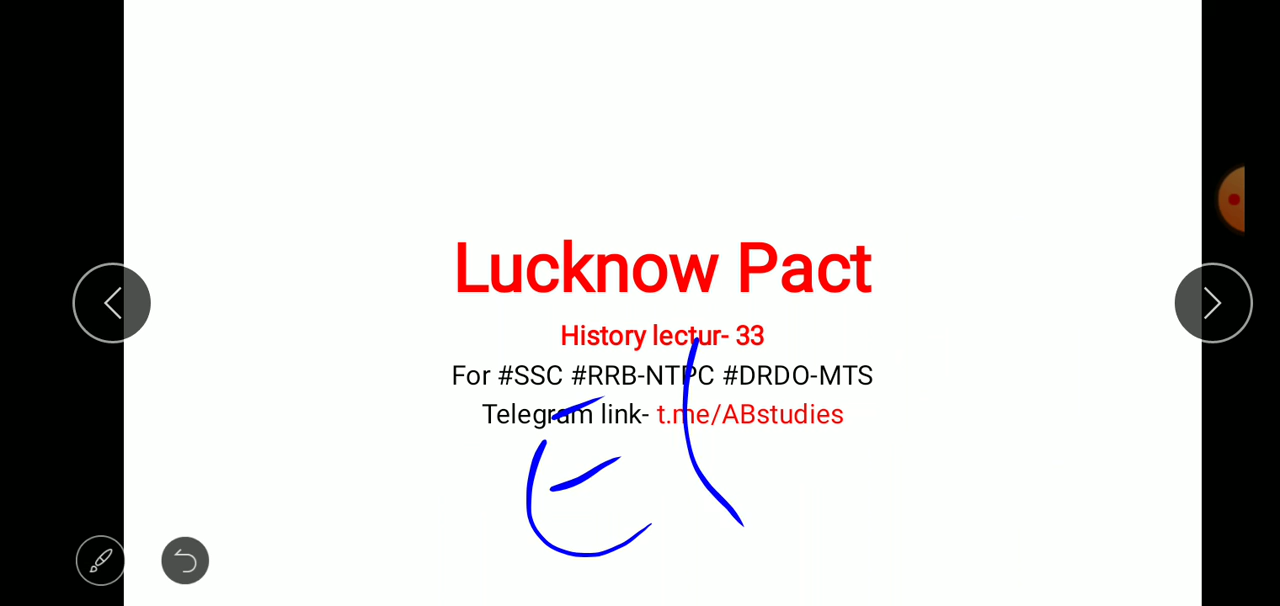 Lucknow Pact
History lectur- 33
For #SSC #RRB-NTPC #DRDO-MTS
Telegram link- t.me/ABstudies